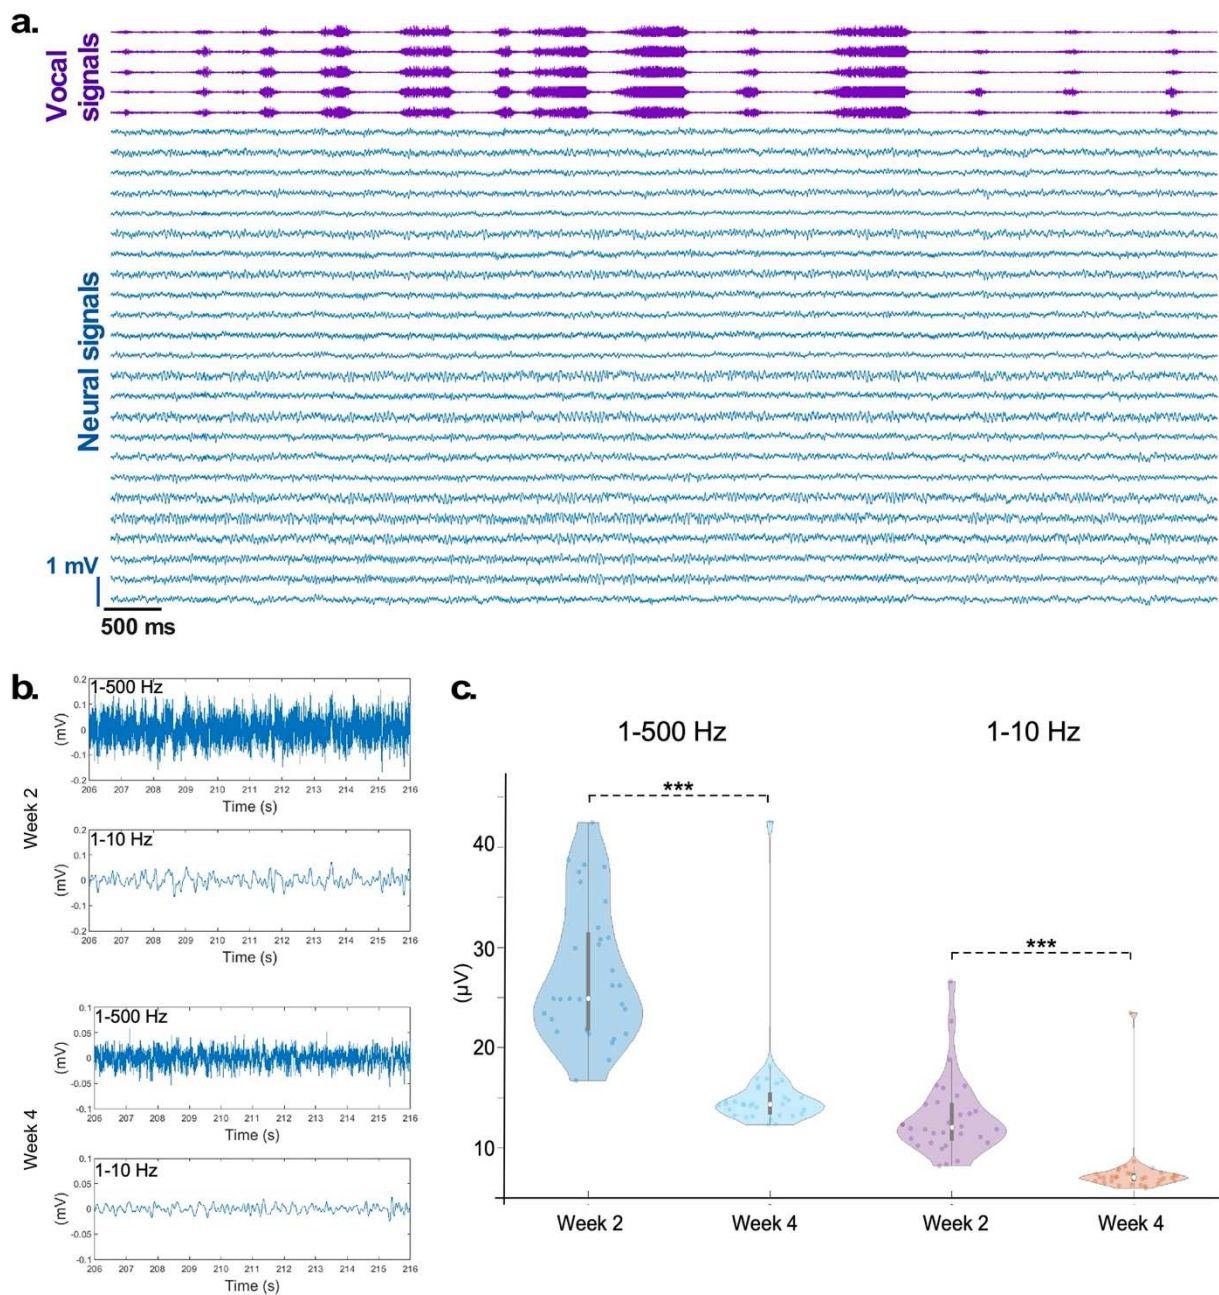 a.
Vocal
signals
Neural signals
1 mV
500 ms
b.
Week 2
1-500 Hz
(mV)
0.2
0.1
0
-0.1
-0.2
206 207 208 209 210 211 212 213 214 215 216
Time (s)
1-10 Hz
(mV)
0.2
0.1
0
-0.1
-0.2
206 207 208 209 210 211 212 213 214 215 216
Time (s)
Week 4
1-500 Hz
(mV)
0.1
0.05
0
-0.05
-0.1
206 207 208 209 210 211 212 213 214 215 216
Time (s)
1-10 Hz
(mV)
0.1
0.05
0
-0.05
-0.1
206 207 208 209 210 211 212 213 214 215 216
Time (s)
c.
1-500 Hz 1-10 Hz
***
***
(µV)
40
30
20
10
Week 2 Week 4 Week 2 Week 4